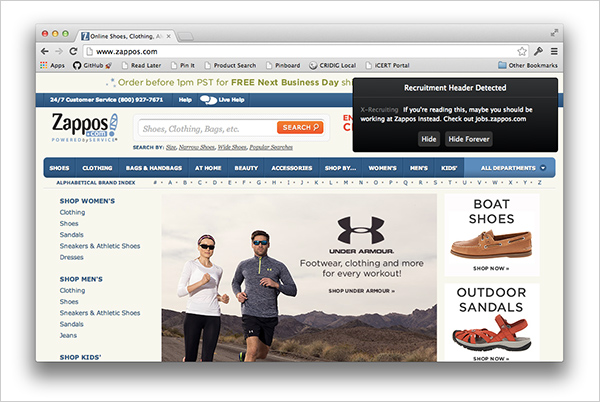 Online Shoes, Clothing, Al
www.zappos.com
Apps
GitHub
Read Later
Pin It
Product Search
Pinboard
CRIDIG Local
iCERT Portal
Other Bookmarks
Order before 1pm PST for FREE Next Business Day sh
Recruitment Header Detected
X-Recruiting If you're reading this, maybe you should be
working at Zappos instead. Check out jobs.zappos.com
Hide
Hide Forever
24/7 Customer Service (800) 927-7671
Help
Live Help
Zappos
.com
POWERED by SERVICE
Shoes, Clothing, Bags, etc.
SEARCH
SEARCH BY: Size, Narrow Shoes, Wide Shoes, Popular Searches
SHOES
CLOTHING
BAGS & HANDBAGS
AT HOME
BEAUTY
ACCESSORIES
SHOP BY...
WOMEN'S
MEN'S
KIDS'
ALL DEPARTMENTS
ALPHABETICAL BRAND INDEX # A B C D E F G H I J K L M N O P Q R S T U V W X Y Z
SHOP WOMEN'S
Clothing
Shoes
Sandals
Sneakers & Athletic Shoes
Dresses
SHOP MEN'S
Clothing
Shoes
Sneakers & Athletic Shoes
Sandals
Jeans
SHOP KIDS'
UNDER ARMOUR.
Footwear, clothing and more
for every workout!
SHOP UNDER ARMOUR »
BOAT
SHOES
SHOP NOW »
OUTDOOR
SANDALS
SHOP NOW »